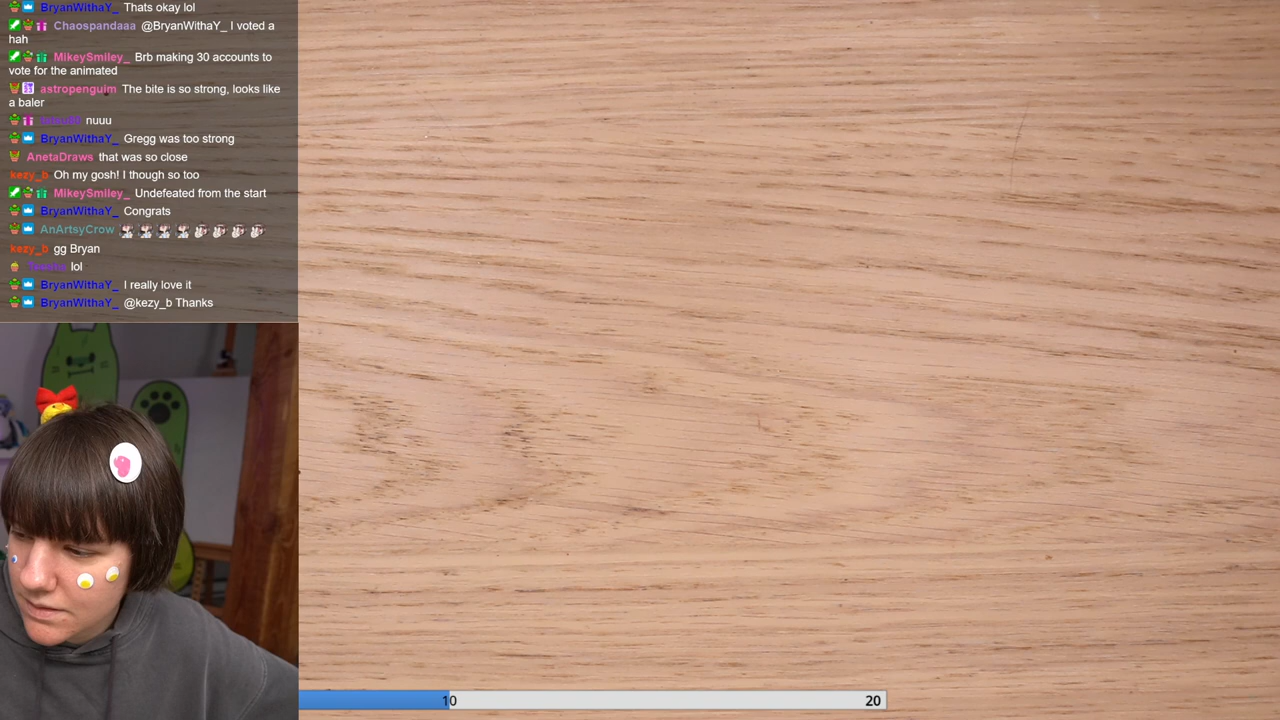 BryanWithaY_ Thats okay lol
Chaospandaaa @BryanWithaY_ I voted a
hah
MikeySmiley_ Brb making 30 accounts to
vote for the animated
astropenguim The bite is so strong, looks like
a baler
nuuu
BryanWithaY_ Gregg was too strong
AnetaDraws that was so close
kezy_b Oh my gosh! I though so too
MikeySmiley_ Undefeated from the start
BryanWithaY_ Congrats
AnArtsyCrow
kezy_b gg Bryan
lol
BryanWithaY_ I really love it
BryanWithaY_ @kezy_b Thanks
10
20